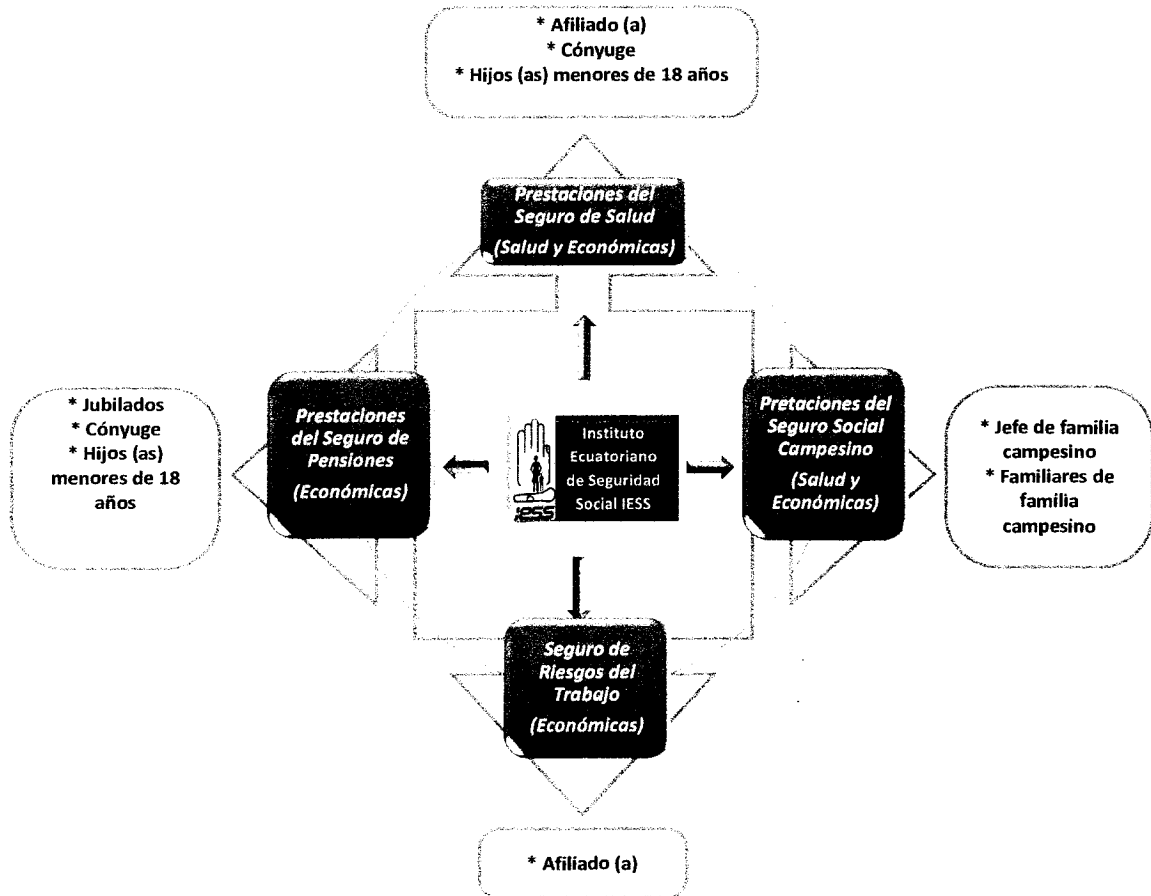 * Afiliado (a)
* Cónyuge
* Hijos (as) menores de 18 años
Prestaciones del
Seguro de Salud
(Salud y Económicas)
* Jubilados
* Cónyuge
* Hijos (as)
menores de 18
años
Prestaciones
del Seguro de
Pensiones
(Económicas)
iess
Instituto
Ecuatoriano
de Seguridad
Social IESS
Pretaciones del
Seguro Social
Campesino
(Salud y
Económicas)
* Jefe de familia
campesino
* Familiares de
familia
campesino
Seguro de
Riesgos del
Trabajo
(Económicas)
* Afiliado (a)